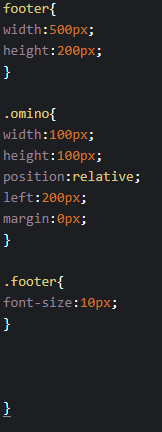 footer{
width:500px;
height:200px;
}
.omino{
width:100px;
height:100px;
position:relative;
left:200px;
margin:0px;
}
.footer{
font-size:10px;
}
}